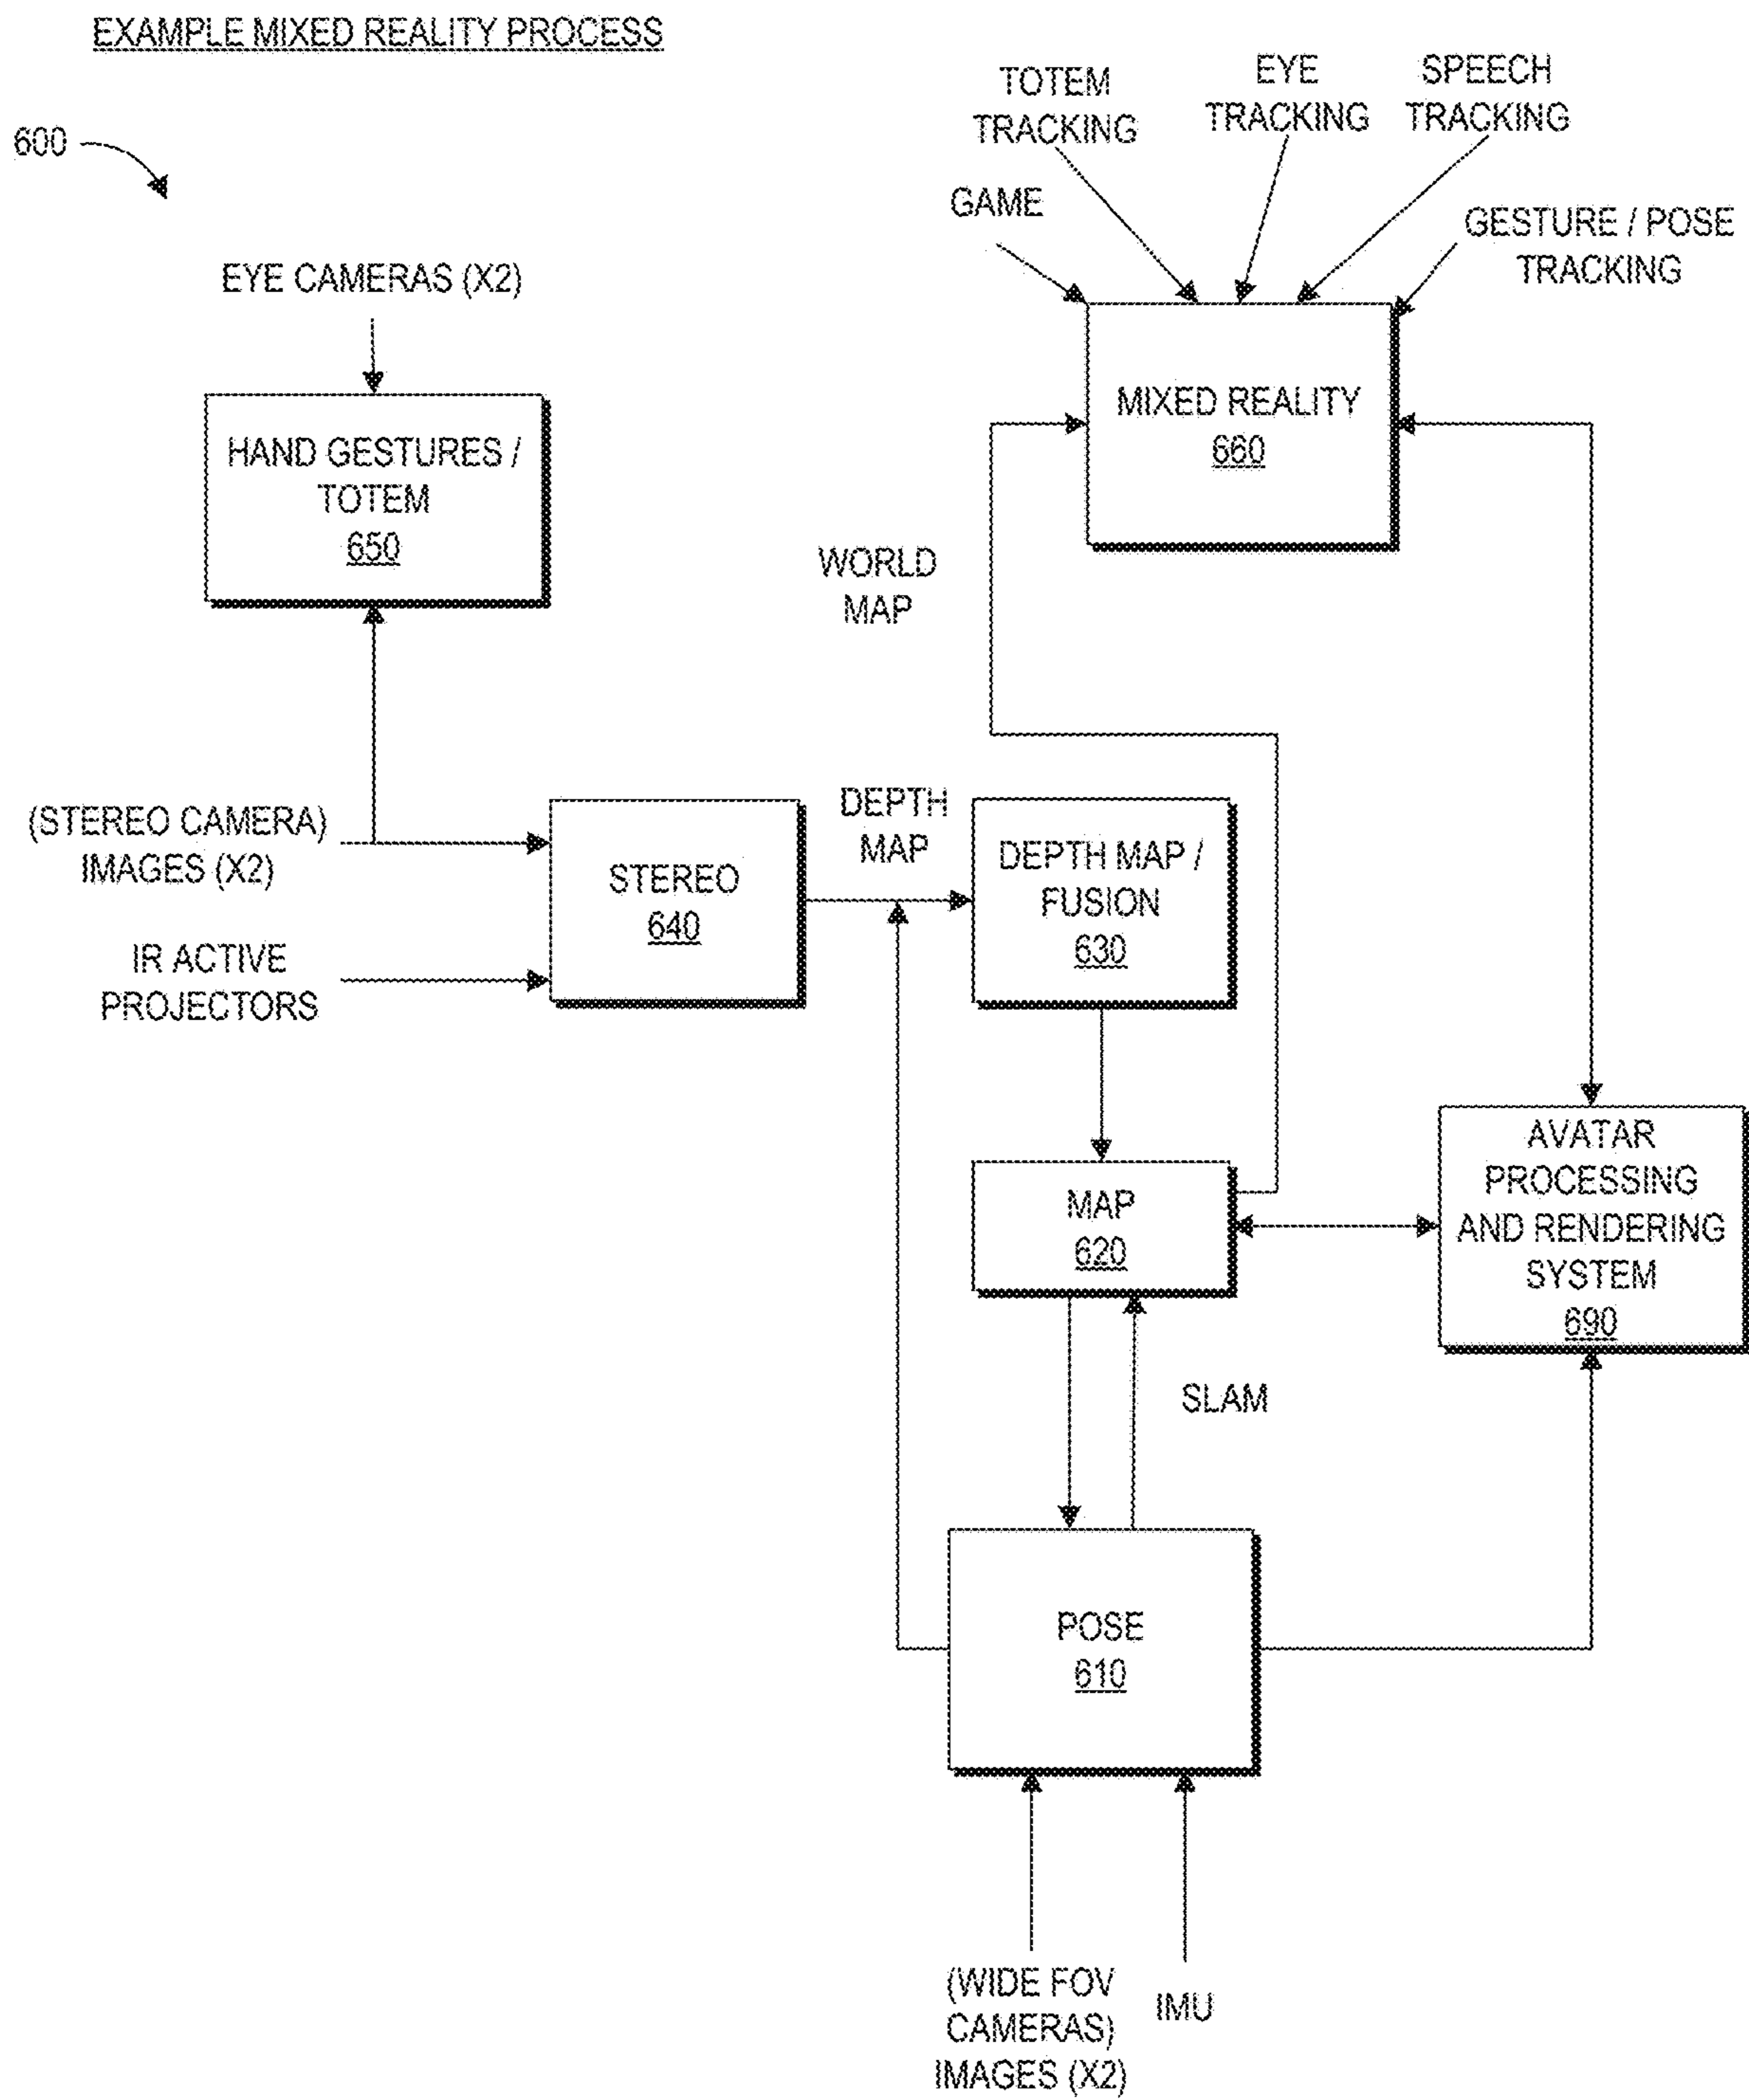 EXAMPLE MIXED REALITY PROCESS
600
TOTEM
TRACKING
EYE
TRACKING
SPEECH
TRACKING
GAME
GESTURE / POSE
TRACKING
EYE CAMERAS (X2)
HAND GESTURES /
TOTEM
650
MIXED REALITY
660
WORLD
MAP
(STEREO CAMERA)
IMAGES (X2)
IR ACTIVE
PROJECTORS
STEREO
640
DEPTH
MAP
DEPTH MAP /
FUSION
630
MAP
620
AVATAR
PROCESSING
AND RENDERING
SYSTEM
690
SLAM
POSE
610
(WIDE FOV
CAMERAS)
IMAGES (X2)
IMU